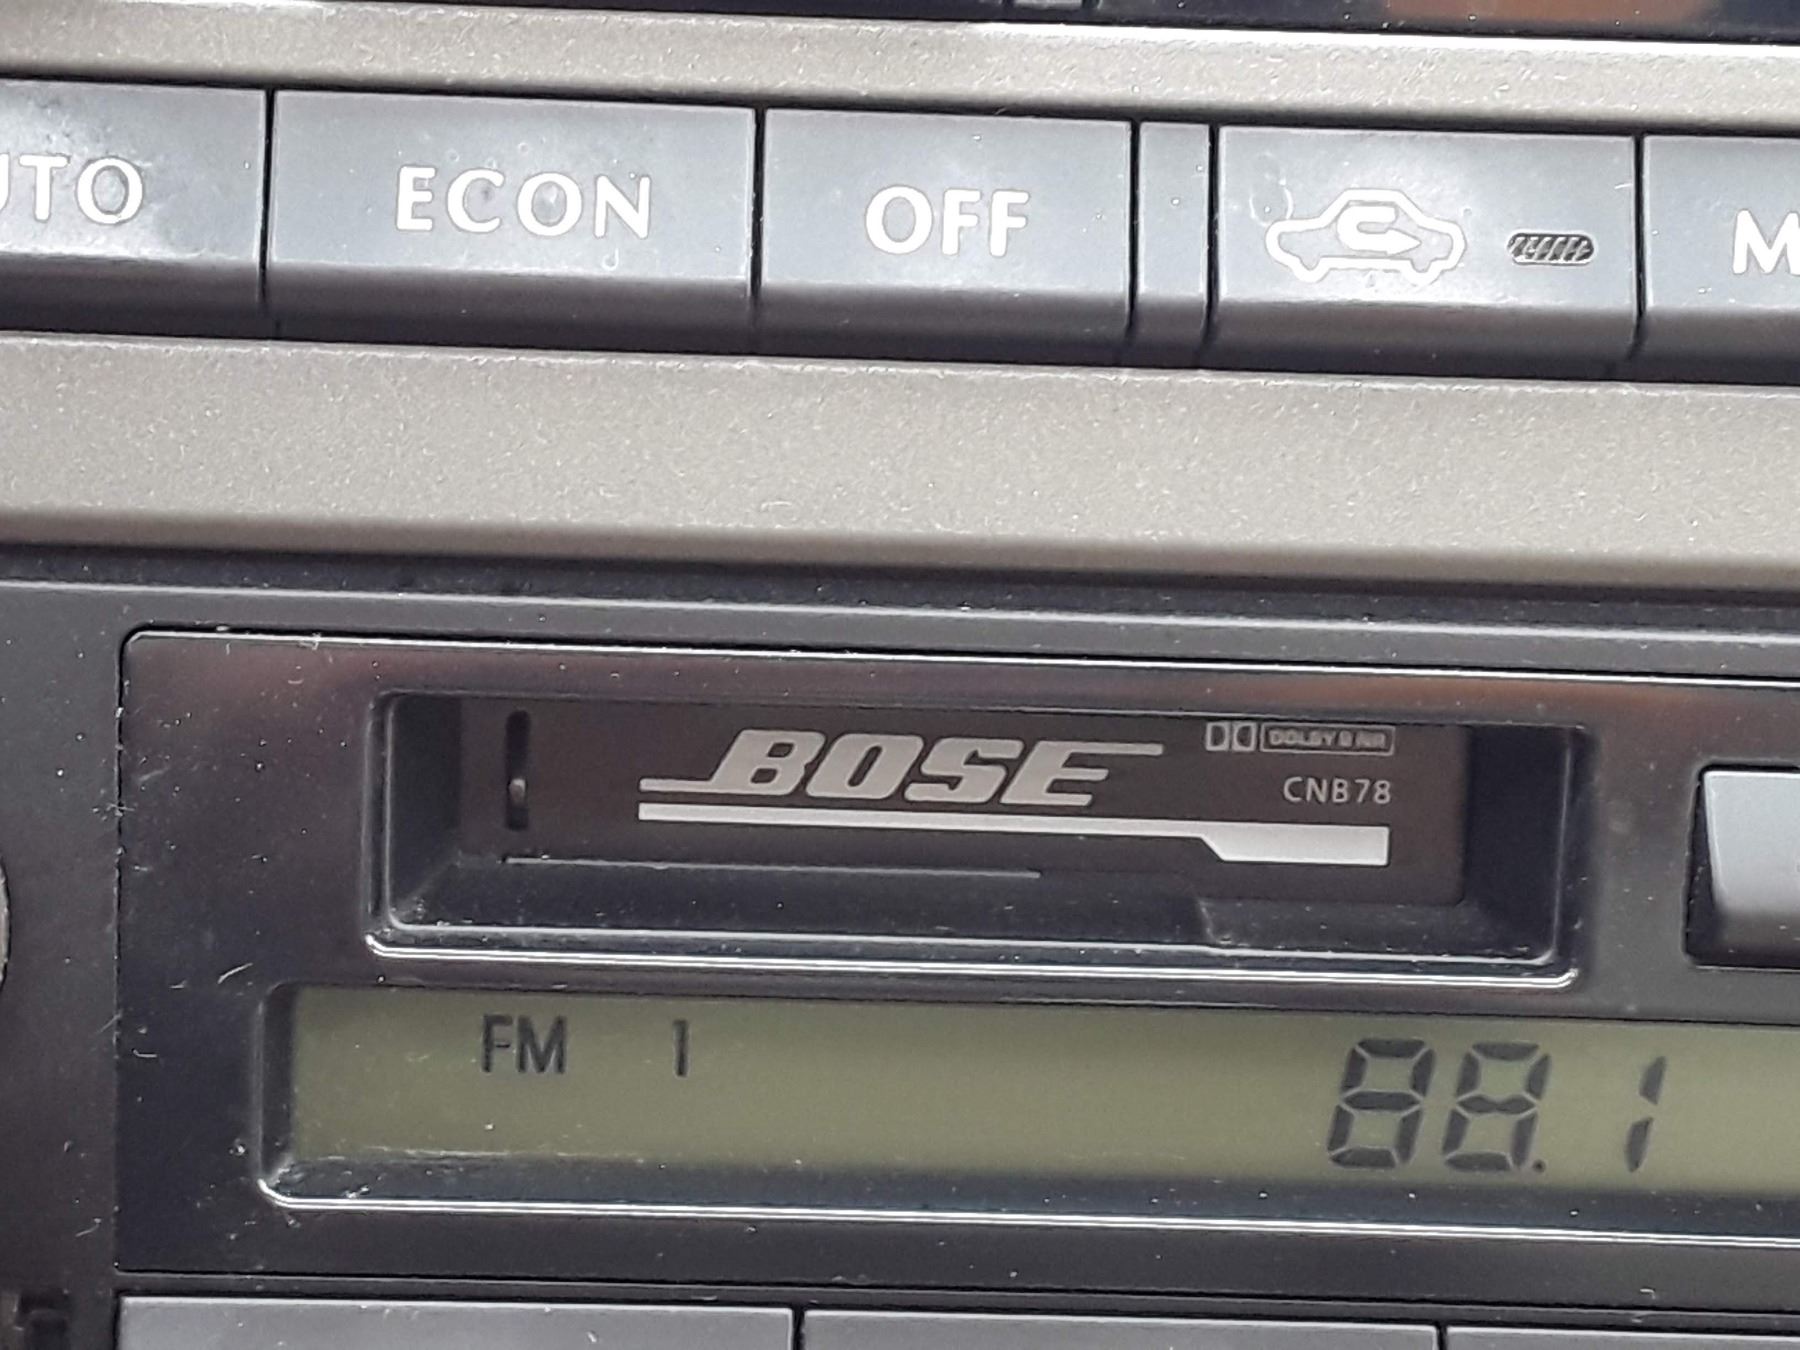 UTO ECON OFF M
BOSE
DOLBY B NR
CNB78
FM 1 88.1